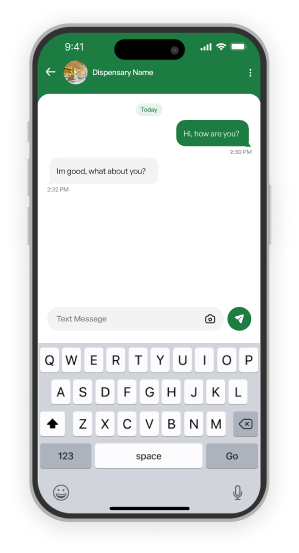 9:41
Dispensary Name
Today
Hi, how are you?
2:30 PM
Im good, what about you?
2:32 PM
Text Message
Q W E R T Y U I O P
A S D F G H J K L
Z X C V B N M
123 space Go